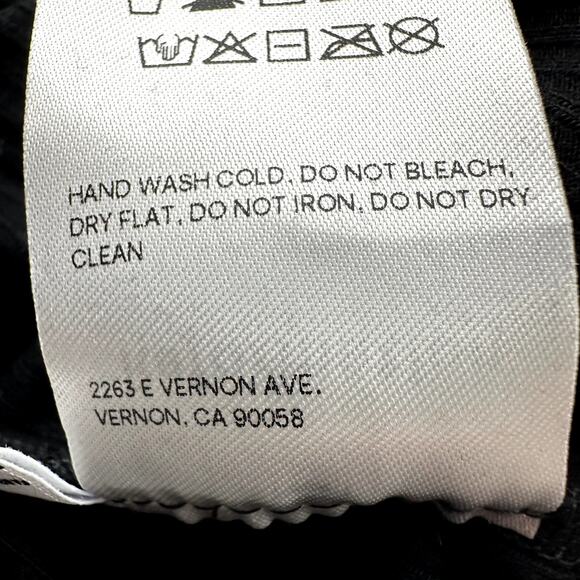 HAND WASH COLD. DO NOT BLEACH.
DRY FLAT. DO NOT IRON. DO NOT DRY
CLEAN
2263 E VERNON AVE.
VERNON. CA 90058